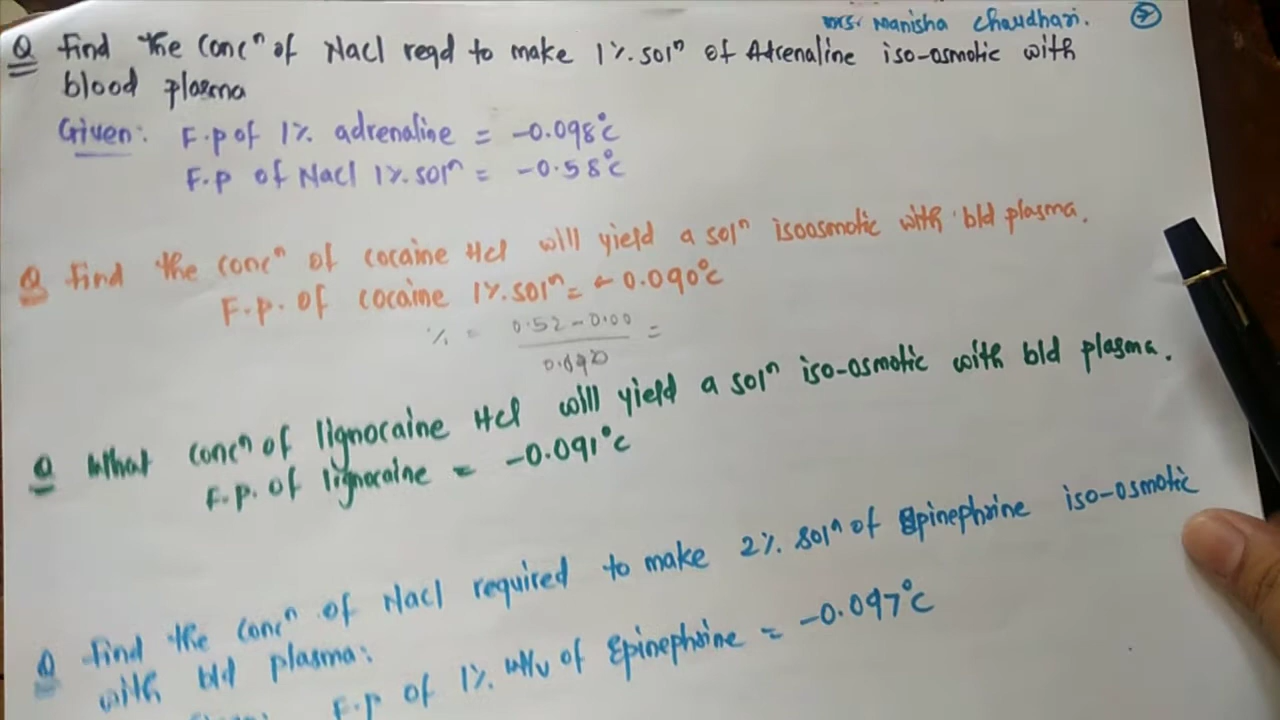 Mrs. Manisha Chaudhari. 7
Q Find the Concⁿ of Nacl reqd to make 1%. solⁿ of Adrenaline iso-osmotic with
blood plasma
Given: F.p of 1% adrenaline = -0.098°c
F.p of Nacl 1%.solⁿ = -0.58°c
Q Find the concⁿ of cocaine Hcl will yield a solⁿ isoosmotic with bld plasma.
F.p. of cocaine 1%.solⁿ = -0.090°c
% = 0.52-0.00 =
0.090
Q What concⁿ of lignocaine Hcl will yield a solⁿ iso-osmotic with bld plasma.
F.p. of lignocaine = -0.091°c
Q find the concⁿ of Nacl required to make 2%. solⁿ of Epinephrine iso-osmotic
with bld plasma:
F.p of 1%. w/v of Epinephrine = -0.097°c